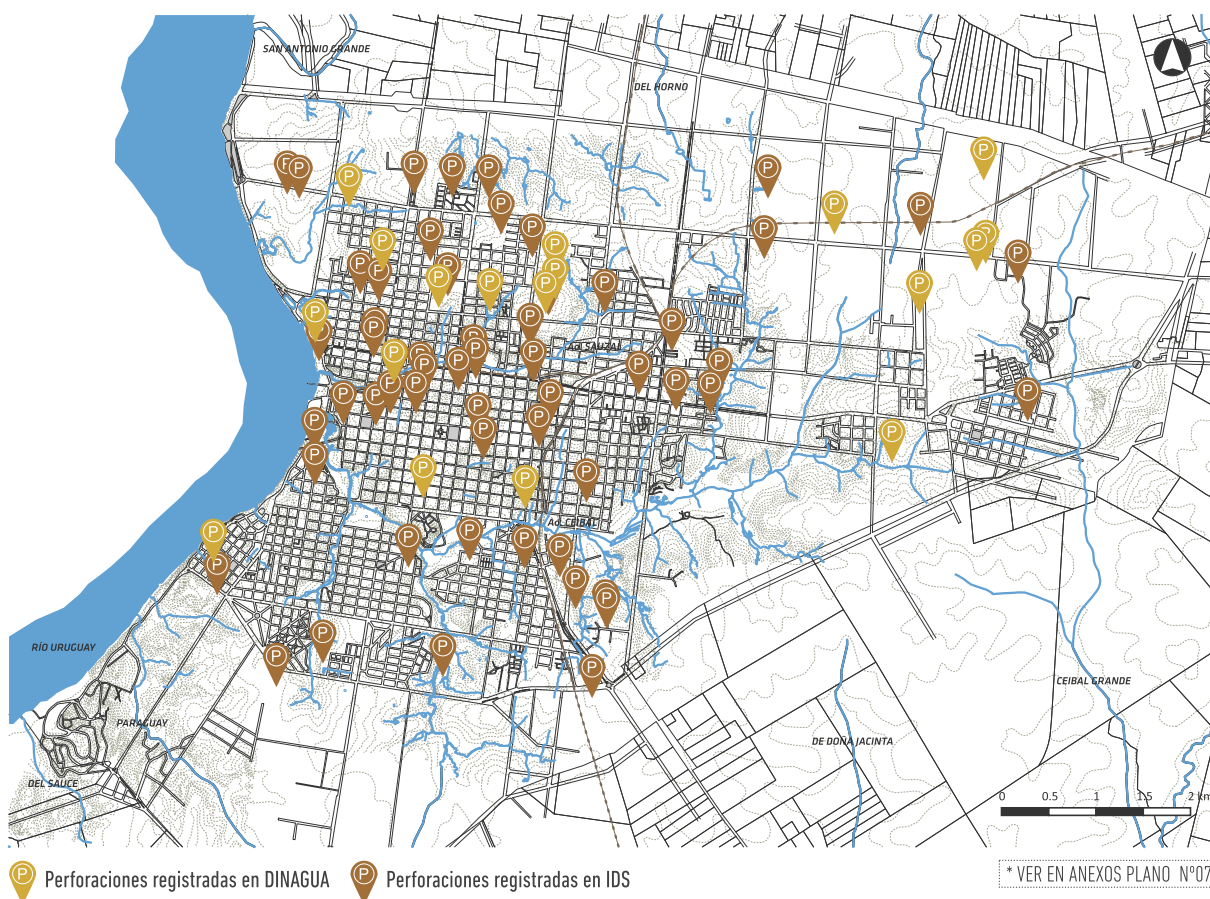 SAN ANTONIO GRANDE
DEL HORNO
Ad. SAUZAL
Ao. CEIBAL
RÍO URUGUAY
PARAGUAY
DEL SAUCE
CEIBAL GRANDE
DE DOÑA JACINTA
0 0.5 1 1.5 2 km
Perforaciones registradas en DINAGUA
Perforaciones registradas en IDS
* VER EN ANEXOS PLANO Nº07